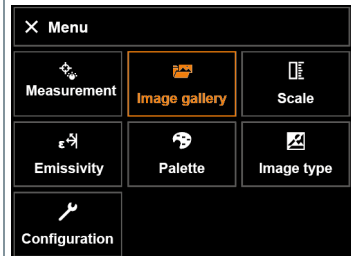 Menu
Measurement
Image gallery
Scale
ε
Emissivity
Palette
Image type
Configuration